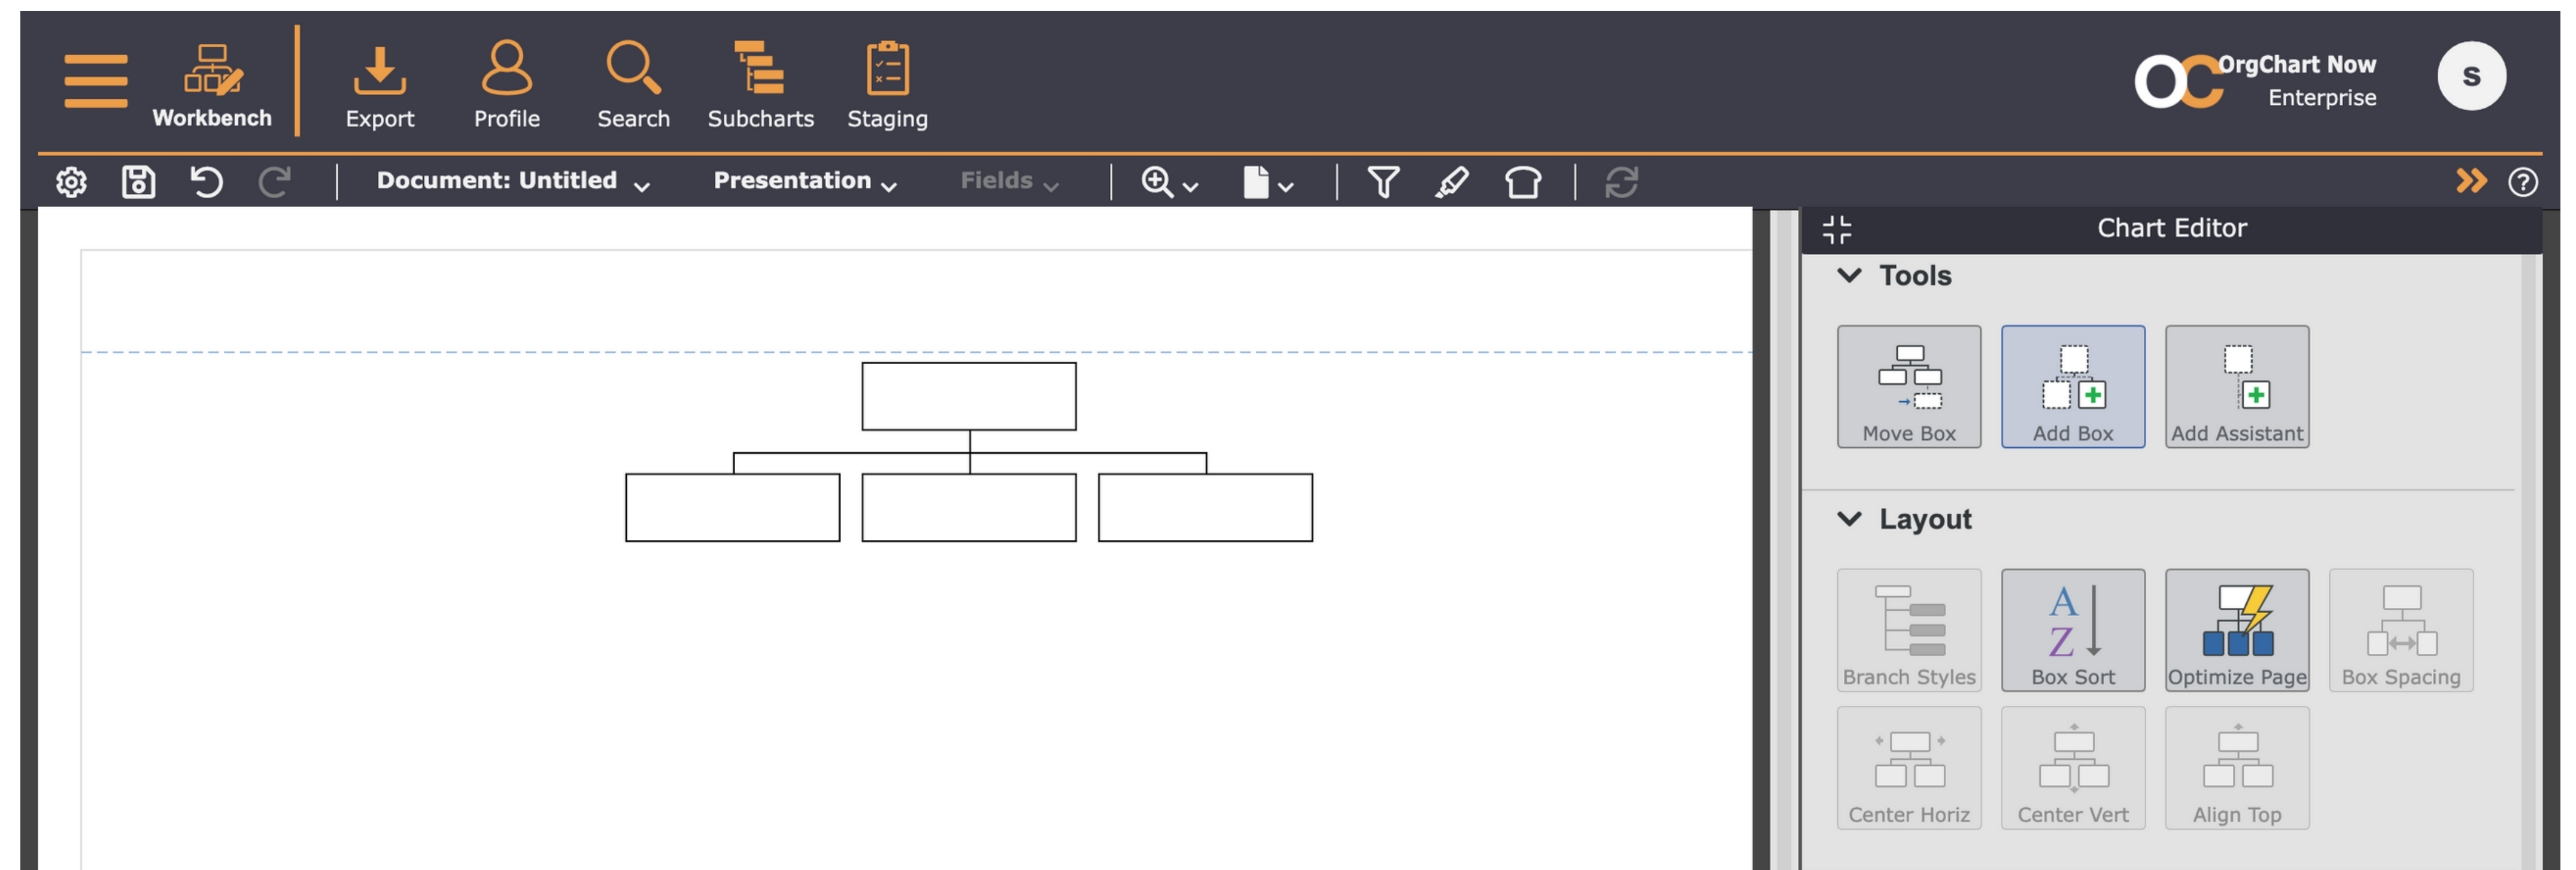 Workbench
Export
Profile
Search
Subcharts
Staging
OC
OrgChart Now
Enterprise
S
Document: Untitled
Presentation
Fields
?
Chart Editor
Tools
Move Box
Add Box
Add Assistant
Layout
A
Z
Branch Styles
Box Sort
Optimize Page
Box Spacing
Center Horiz
Center Vert
Align Top